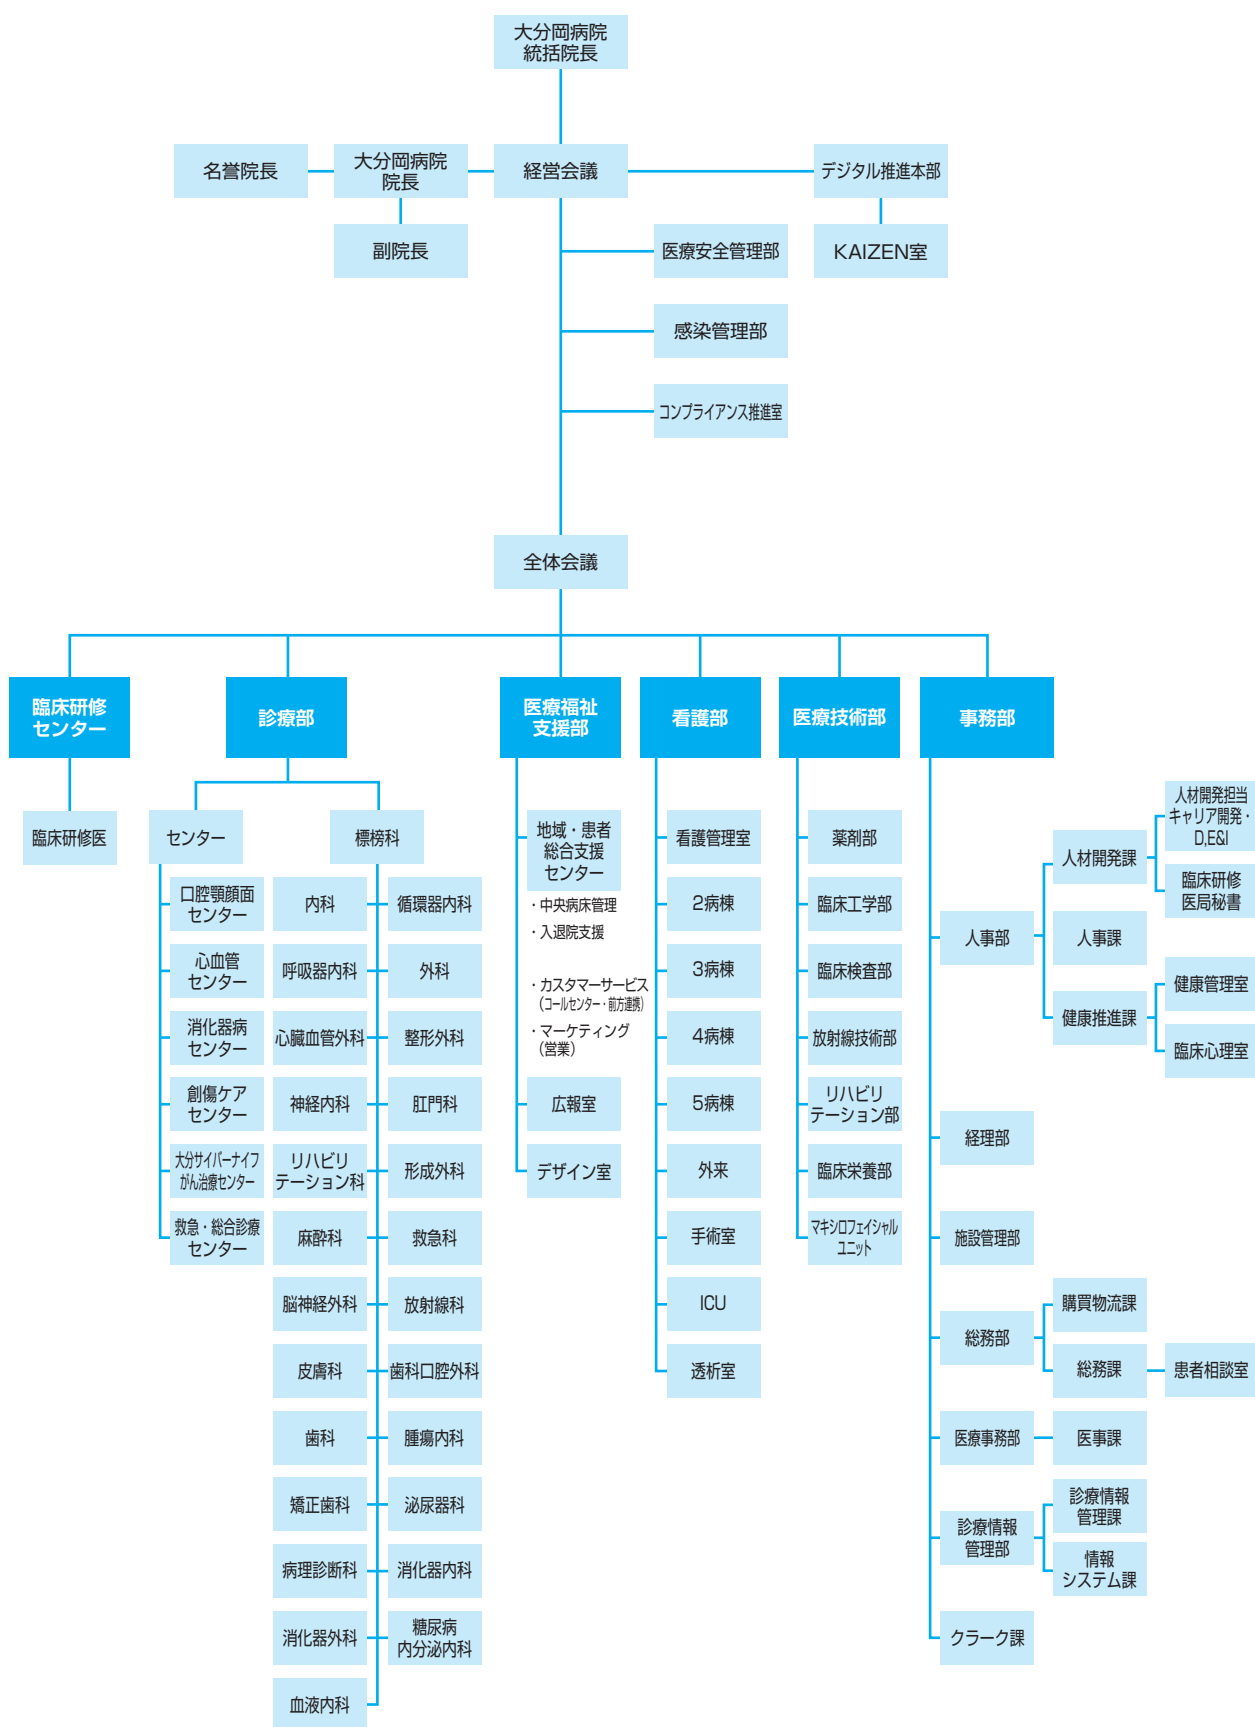 大分岡病院
統括院長
名誉院長
大分岡病院
院長
経営会議
デジタル推進本部
副院長
医療安全管理部
KAIZEN室
感染管理部
コンプライアンス推進室
全体会議
臨床研修
センター
臨床研修医
診療部
センター
口腔顎顔面
センター
心血管
センター
消化器病
センター
創傷ケア
センター
大分サイバーナイフ
がん治療センター
救急・総合診療
センター
標榜科
内科
循環器内科
呼吸器内科
外科
心臓血管外科
整形外科
神経内科
肛門科
リハビリ
テーション科
形成外科
麻酔科
救急科
脳神経外科
放射線科
皮膚科
歯科口腔外科
歯科
腫瘍内科
矯正歯科
泌尿器科
病理診断科
消化器内科
消化器外科
糖尿病
内分泌内科
血液内科
医療福祉
支援部
地域・患者
総合支援
センター
・中央病床管理
・入退院支援
・カスタマーサービス
（コールセンター・前方連携）
・マーケティング
（営業）
広報室
デザイン室
看護部
看護管理室
2病棟
3病棟
4病棟
5病棟
外来
手術室
ICU
透析室
医療技術部
薬剤部
臨床工学部
臨床検査部
放射線技術部
リハビリ
テーション部
臨床栄養部
マキシロフェイシャル
ユニット
事務部
人事部
人材開発課
人材開発担当
キャリア開発・
D,E&I
臨床研修
医局秘書
人事課
健康推進課
健康管理室
臨床心理室
経理部
施設管理部
総務部
購買物流課
総務課
患者相談室
医療事務部
医事課
診療情報
管理部
診療情報
管理課
情報
システム課
クラーク課